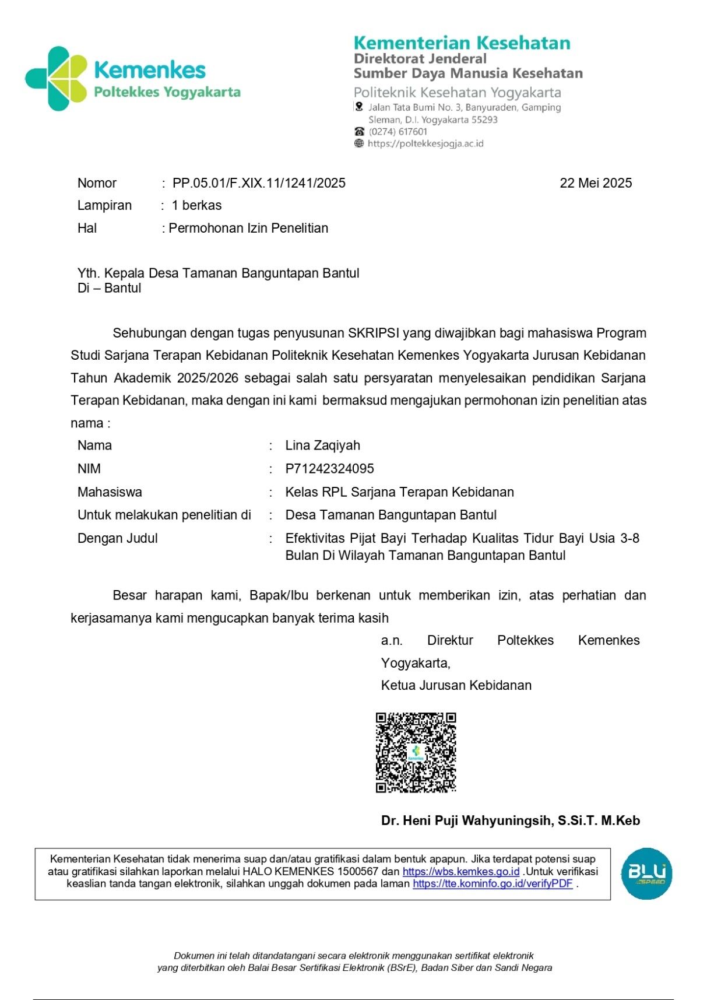 Kemenkes
Poltekkes Yogyakarta
Kementerian Kesehatan
Direktorat Jenderal
Sumber Daya Manusia Kesehatan
Politeknik Kesehatan Yogyakarta
Jalan Tata Bumi No. 3, Banyuraden, Gamping
Sleman, D.I. Yogyakarta 55293
(0274) 617601
https://poltekkesjogja.ac.id
Nomor : PP.05.01/F.XIX.11/1241/2025 22 Mei 2025
Lampiran : 1 berkas
Hal : Permohonan Izin Penelitian
Yth. Kepala Desa Tamanan Banguntapan Bantul
Di – Bantul
Sehubungan dengan tugas penyusunan SKRIPSI yang diwajibkan bagi mahasiswa Program
Studi Sarjana Terapan Kebidanan Politeknik Kesehatan Kemenkes Yogyakarta Jurusan Kebidanan
Tahun Akademik 2025/2026 sebagai salah satu persyaratan menyelesaikan pendidikan Sarjana
Terapan Kebidanan, maka dengan ini kami bermaksud mengajukan permohonan izin penelitian atas
nama :
Nama : Lina Zaqiyah
NIM : P71242324095
Mahasiswa : Kelas RPL Sarjana Terapan Kebidanan
Untuk melakukan penelitian di : Desa Tamanan Banguntapan Bantul
Dengan Judul : Efektivitas Pijat Bayi Terhadap Kualitas Tidur Bayi Usia 3-8
Bulan Di Wilayah Tamanan Banguntapan Bantul
Besar harapan kami, Bapak/Ibu berkenan untuk memberikan izin, atas perhatian dan
kerjasamanya kami mengucapkan banyak terima kasih
a.n. Direktur Poltekkes Kemenkes
Yogyakarta,
Ketua Jurusan Kebidanan
Kemenkes
Dr. Heni Puji Wahyuningsih, S.Si.T. M.Keb
Kementerian Kesehatan tidak menerima suap dan/atau gratifikasi dalam bentuk apapun. Jika terdapat potensi suap
atau gratifikasi silahkan laporkan melalui HALO KEMENKES 1500567 dan https://wbs.kemkes.go.id .Untuk verifikasi
keaslian tanda tangan elektronik, silahkan unggah dokumen pada laman https://tte.kominfo.go.id/verifyPDF .
BLU
SPEED
Dokumen ini telah ditandatangani secara elektronik menggunakan sertifikat elektronik
yang diterbitkan oleh Balai Besar Sertifikasi Elektronik (BSrE), Badan Siber dan Sandi Negara